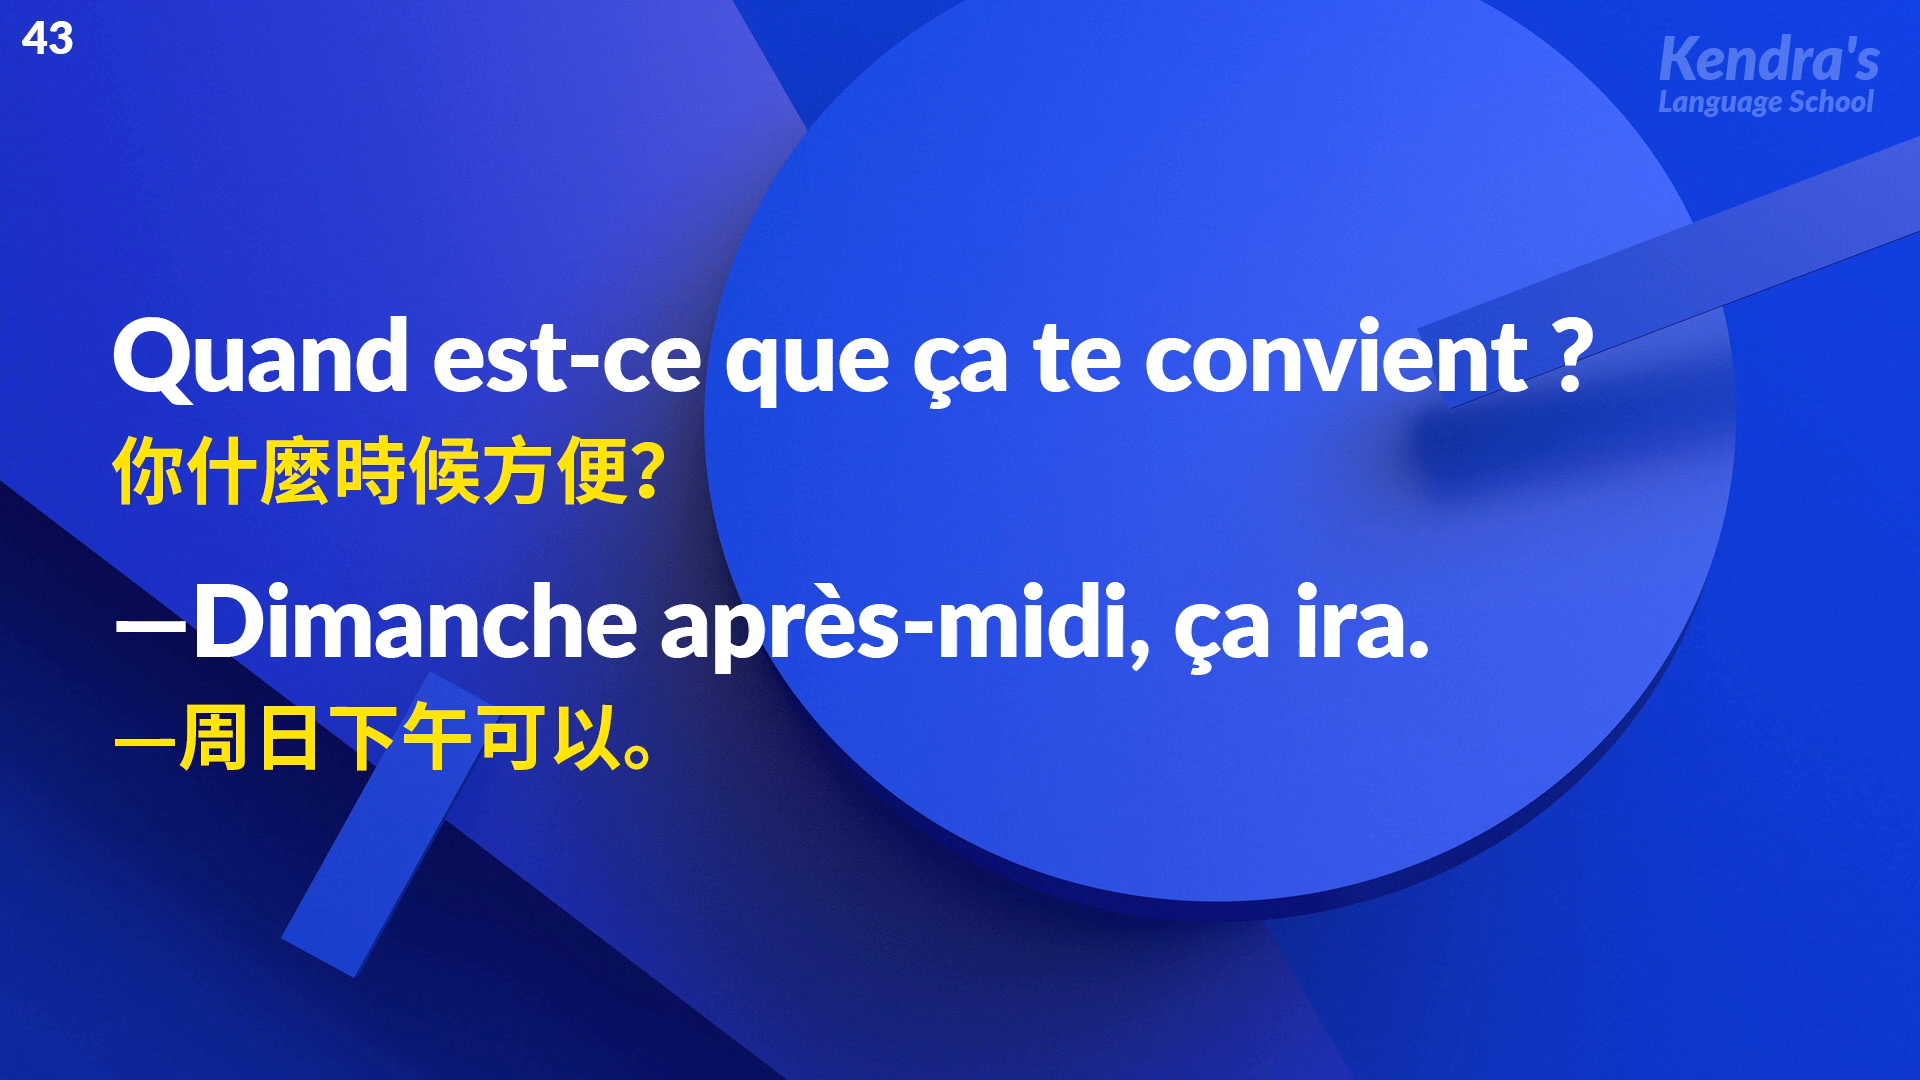 43
Kendra's
Language School
Quand est-ce que ça te convient ?
你什麼時候方便?
—Dimanche après-midi, ça ira.
—周日下午可以。